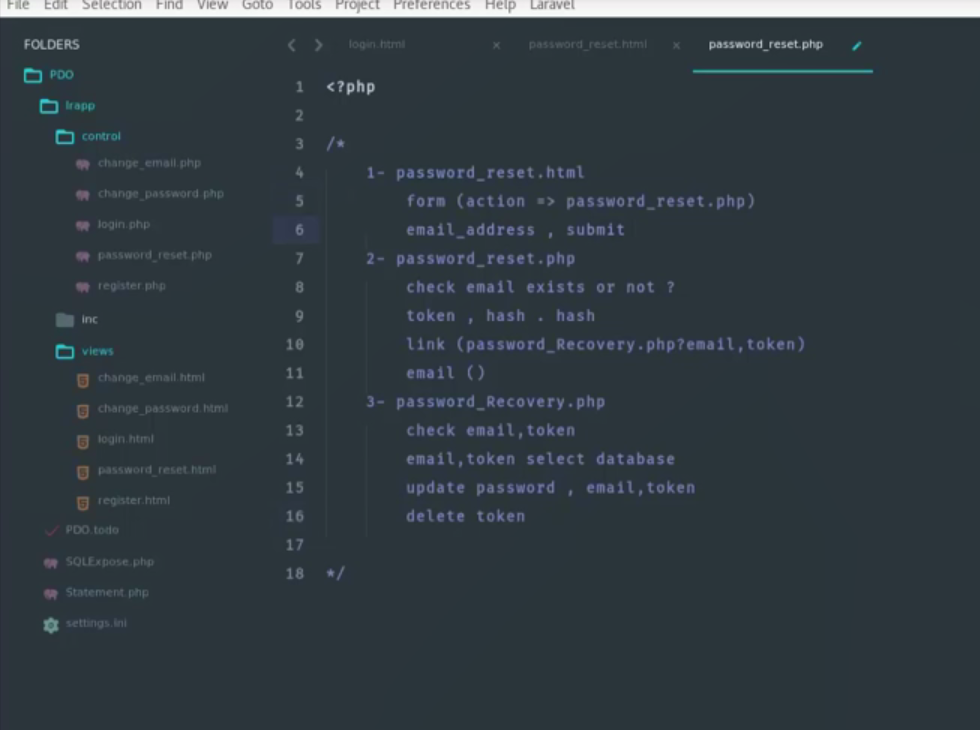 File Edit Selection Find View Goto Tools Project Preferences Help Laravel
FOLDERS
PDO
lrapp
control
change_email.php
change_password.php
login.php
password_reset.php
register.php
inc
views
change_email.html
change_password.html
login.html
password_reset.html
register.html
PDO.todo
SQLExpose.php
Statement.php
settings.ini
login.html × password_reset.html × password_reset.php
1 <?php
2
3 /*
4 1- password_reset.html
5 form (action => password_reset.php)
6 email_address , submit
7 2- password_reset.php
8 check email exists or not ?
9 token , hash . hash
10 link (password_Recovery.php?email,token)
11 email ()
12 3- password_Recovery.php
13 check email,token
14 email,token select database
15 update password , email,token
16 delete token
17
18 */